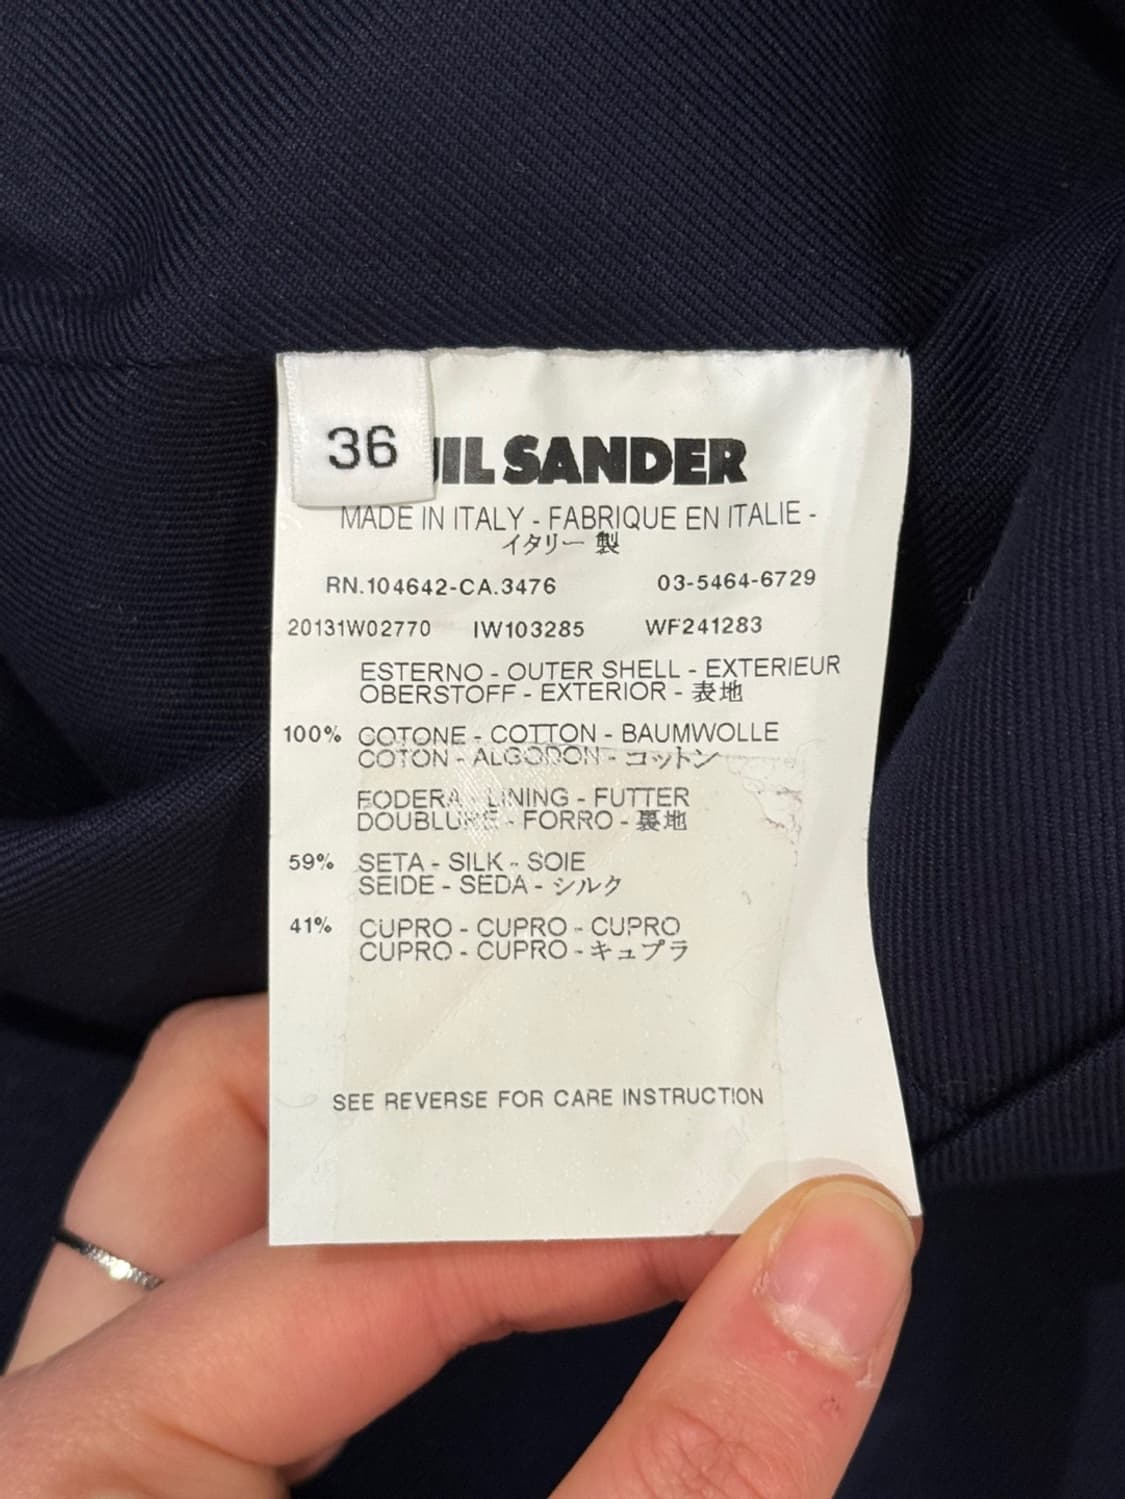 36
JIL SANDER
MADE IN ITALY - FABRIQUE EN ITALIE -
イタリー 製
RN.104642-CA.3476 03-5464-6729
20131W02770 IW103285 WF241283
ESTERNO - OUTER SHELL - EXTERIEUR
OBERSTOFF - EXTERIOR - 表地
100% COTONE - COTTON - BAUMWOLLE
COTON - ALGODON - コットン
FODERA - LINING - FUTTER
DOUBLURE - FORRO - 裏地
59% SETA - SILK - SOIE
SEIDE - SEDA - シルク
41% CUPRO - CUPRO - CUPRO
CUPRO - CUPRO - キュプラ
SEE REVERSE FOR CARE INSTRUCTION